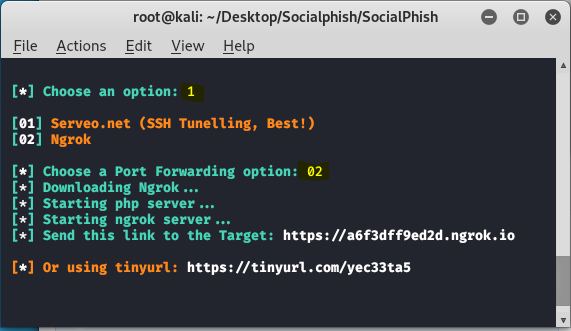 root@kali: ~/Desktop/Socialphish/SocialPhish
File Actions Edit View Help
[*] Choose an option: 1
[01] Serveo.net (SSH Tunelling, Best!)
[02] Ngrok
[*] Choose a Port Forwarding option: 02
[*] Downloading Ngrok...
[*] Starting php server...
[*] Starting ngrok server...
[*] Send this link to the Target: https://a6f3dff9ed2d.ngrok.io
[*] Or using tinyurl: https://tinyurl.com/yec33ta5